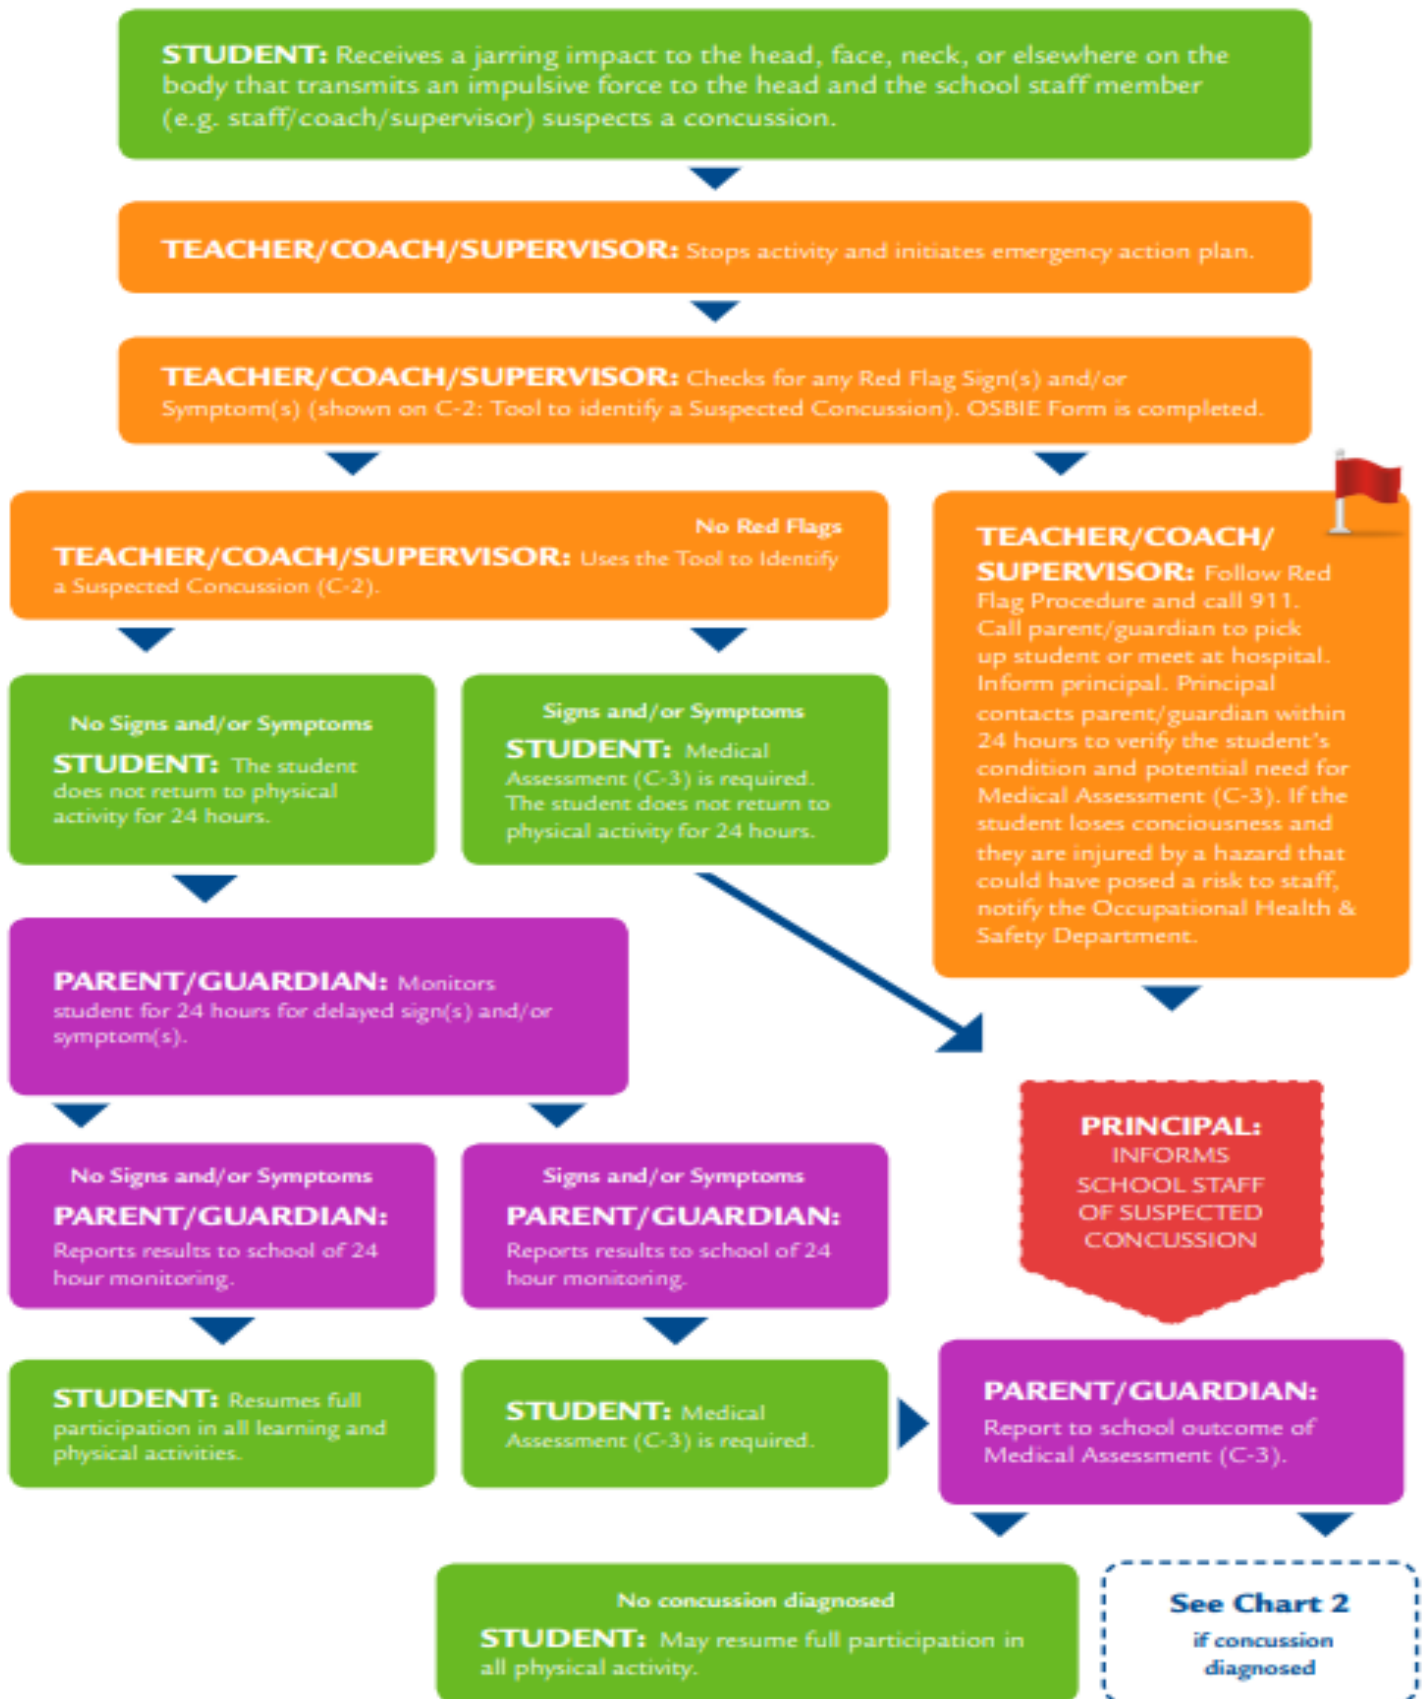 STUDENT: Receives a jarring impact to the head, face, neck, or elsewhere on the
body that transmits an impulsive force to the head and the school staff member
(e.g. staff/coach/supervisor) suspects a concussion.
TEACHER/COACH/SUPERVISOR: Stops activity and initiates emergency action plan.
TEACHER/COACH/SUPERVISOR: Checks for any Red Flag Sign(s) and/or
Symptom(s) (shown on C-2: Tool to identify a Suspected Concussion). OSBIE Form is completed.
No Red Flags
TEACHER/COACH/SUPERVISOR: Uses the Tool to Identify
a Suspected Concussion (C-2).
TEACHER/COACH/
SUPERVISOR: Follow Red
Flag Procedure and call 911.
Call parent/guardian to pick
up student or meet at hospital.
Inform principal. Principal
contacts parent/guardian within
24 hours to verify the student's
condition and potential need for
Medical Assessment (C-3). If the
student loses conciousness and
they are injured by a hazard that
could have posed a risk to staff,
notify the Occupational Health &
Safety Department.
No Signs and/or Symptoms
STUDENT: The student
does not return to physical
activity for 24 hours.
Signs and/or Symptoms
STUDENT: Medical
Assessment (C-3) is required.
The student does not return to
physical activity for 24 hours.
PARENT/GUARDIAN: Monitors
student for 24 hours for delayed sign(s) and/or
symptom(s).
No Signs and/or Symptoms
PARENT/GUARDIAN:
Reports results to school of 24
hour monitoring.
Signs and/or Symptoms
PARENT/GUARDIAN:
Reports results to school of 24
hour monitoring.
PRINCIPAL:
INFORMS
SCHOOL STAFF
OF SUSPECTED
CONCUSSION
STUDENT: Resumes full
participation in all learning and
physical activities.
STUDENT: Medical
Assessment (C-3) is required.
PARENT/GUARDIAN:
Report to school outcome of
Medical Assessment (C-3).
No concussion diagnosed
STUDENT: May resume full participation in
all physical activity.
See Chart 2
if concussion
diagnosed